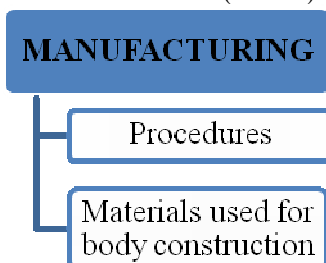 MANUFACTURING
Procedures
Materials used for
body construction